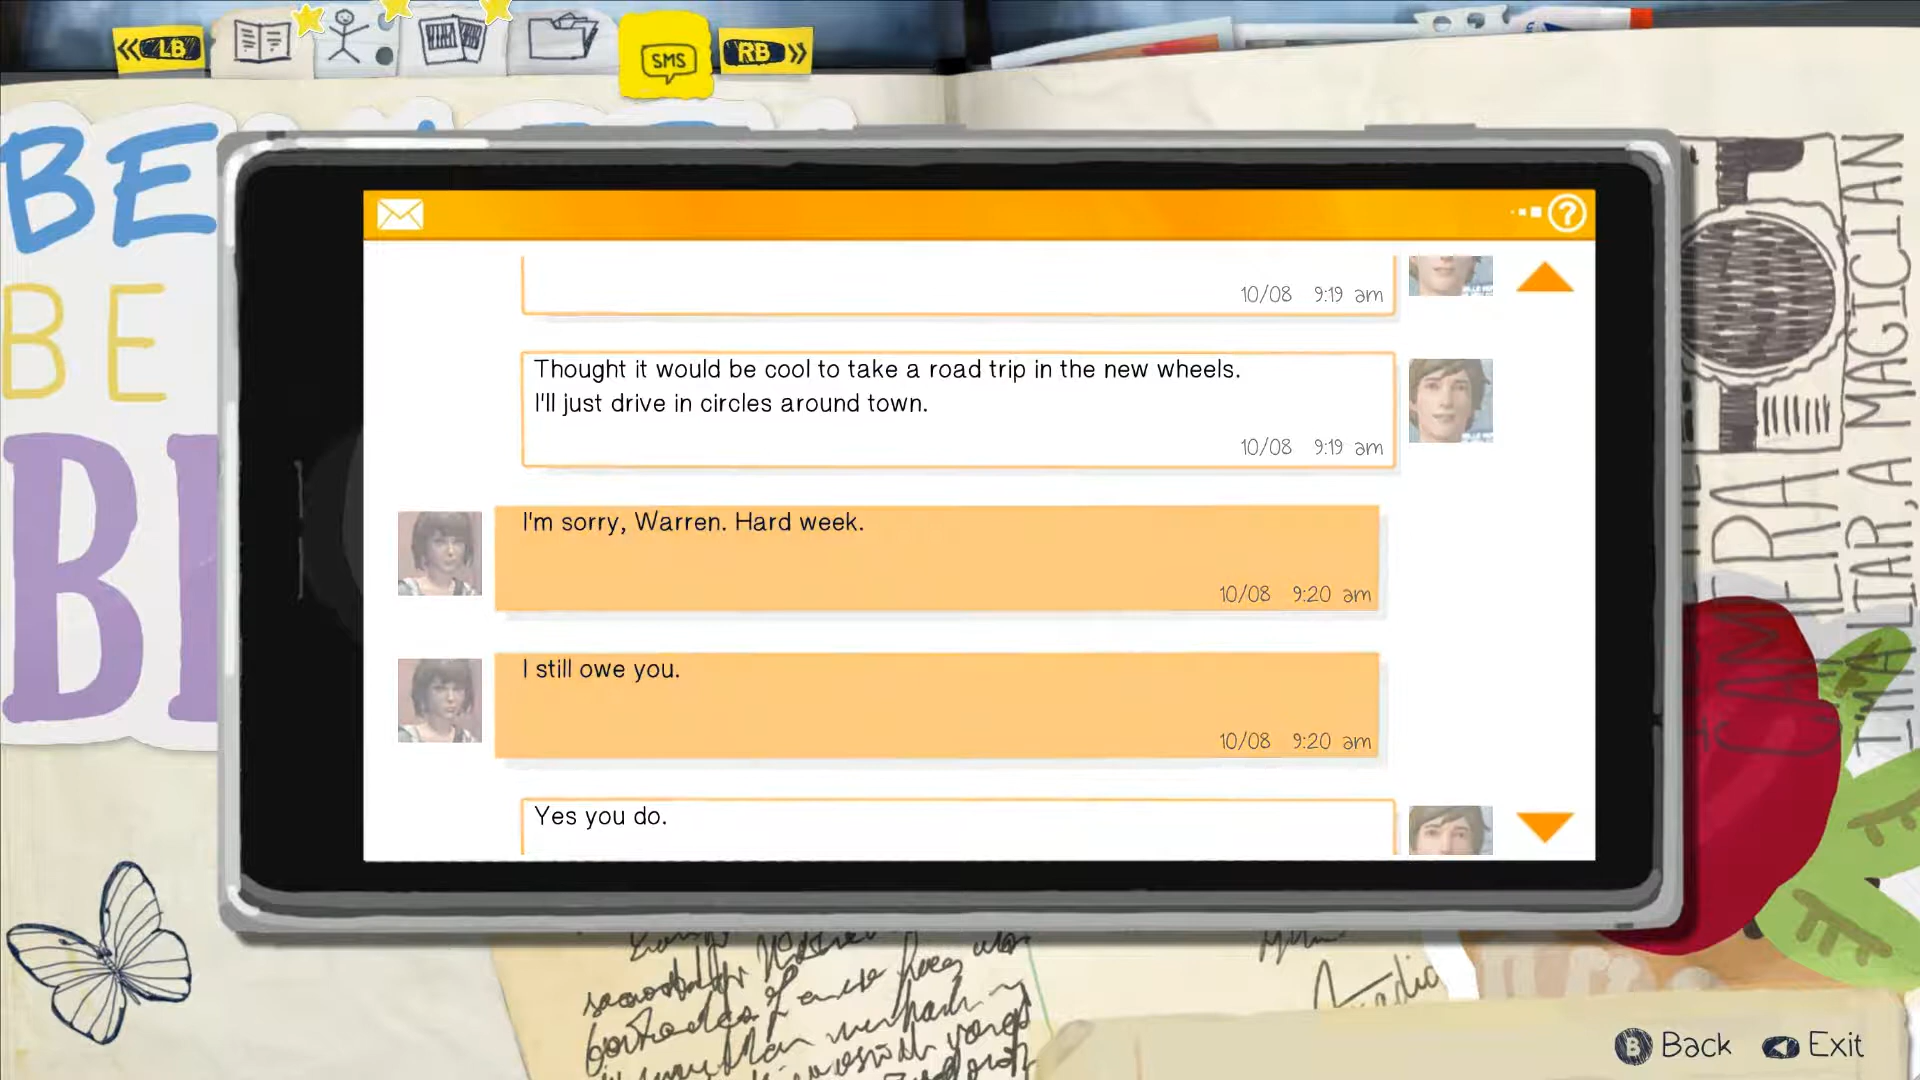 LB
SMS
RB
BE
BE
10/08 9:19 am
Thought it would be cool to take a road trip in the new wheels.
I'll just drive in circles around town.
10/08 9:19 am
I'm sorry, Warren. Hard week.
10/08 9:20 am
I still owe you.
10/08 9:20 am
Yes you do.
CAMERA
LIAR, A MAGICIAN
B Back
Exit